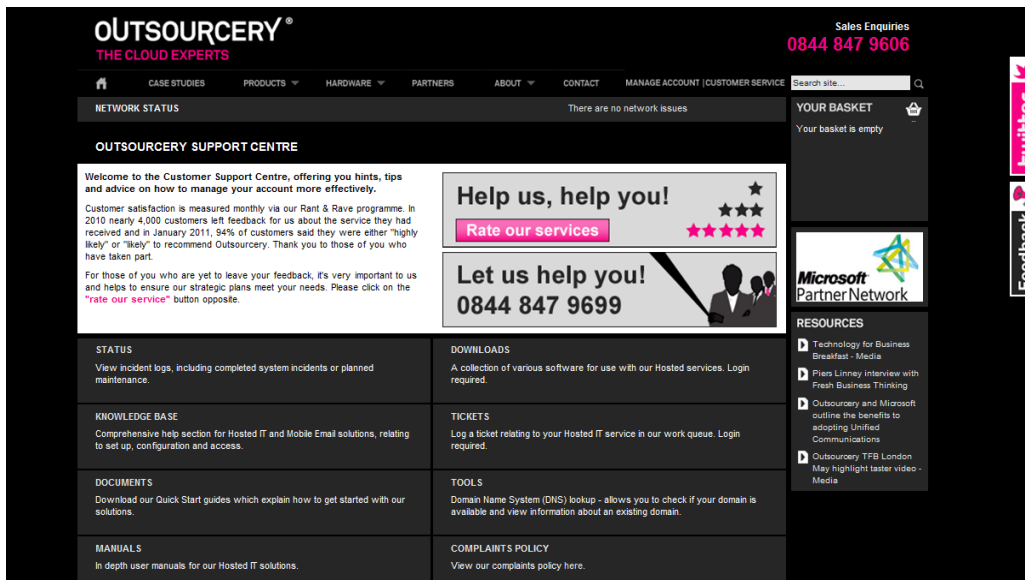 OUTSOURCERY®
THE CLOUD EXPERTS
Sales Enquiries
0844 847 9606
CASE STUDIES PRODUCTS HARDWARE PARTNERS ABOUT CONTACT MANAGE ACCOUNT | CUSTOMER SERVICE Search site...
NETWORK STATUS There are no network issues
OUTSOURCERY SUPPORT CENTRE
Welcome to the Customer Support Centre, offering you hints, tips
and advice on how to manage your account more effectively.
Customer satisfaction is measured monthly via our Rant & Rave programme. In
2010 nearly 4,000 customers left feedback for us about the service they had
received and in January 2011, 94% of customers said they were either "highly
likely" or "likely" to recommend Outsourcery. Thank you to those of you who
have taken part.
For those of you who are yet to leave your feedback, it's very important to us
and helps to ensure our strategic plans meet your needs. Please click on the
"rate our service" button opposite.
Help us, help you!
Rate our services
Let us help you!
0844 847 9699
STATUS
View incident logs, including completed system incidents or planned
maintenance.
DOWNLOADS
A collection of various software for use with our Hosted services. Login
required.
KNOWLEDGE BASE
Comprehensive help section for Hosted IT and Mobile Email solutions, relating
to set up, configuration and access.
TICKETS
Log a ticket relating to your Hosted IT service in our work queue. Login
required.
DOCUMENTS
Download our Quick Start guides which explain how to get started with our
solutions.
TOOLS
Domain Name System (DNS) lookup - allows you to check if your domain is
available and view information about an existing domain.
MANUALS
In depth user manuals for our Hosted IT solutions.
COMPLAINTS POLICY
View our complaints policy here.
YOUR BASKET
Your basket is empty
Microsoft
Partner Network
RESOURCES
Technology for Business
Breakfast - Media
Piers Linney interview with
Fresh Business Thinking
Outsourcery and Microsoft
outline the benefits to
adopting Unified
Communications
Outsourcery TFB London
May highlight taster video -
Media
twitter
Feedback